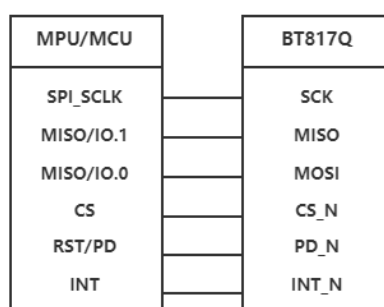 MPU/MCU BT817Q
SPI_SCLK SCK
MISO/IO.1 MISO
MISO/IO.0 MOSI
CS CS_N
RST/PD PD_N
INT INT_N